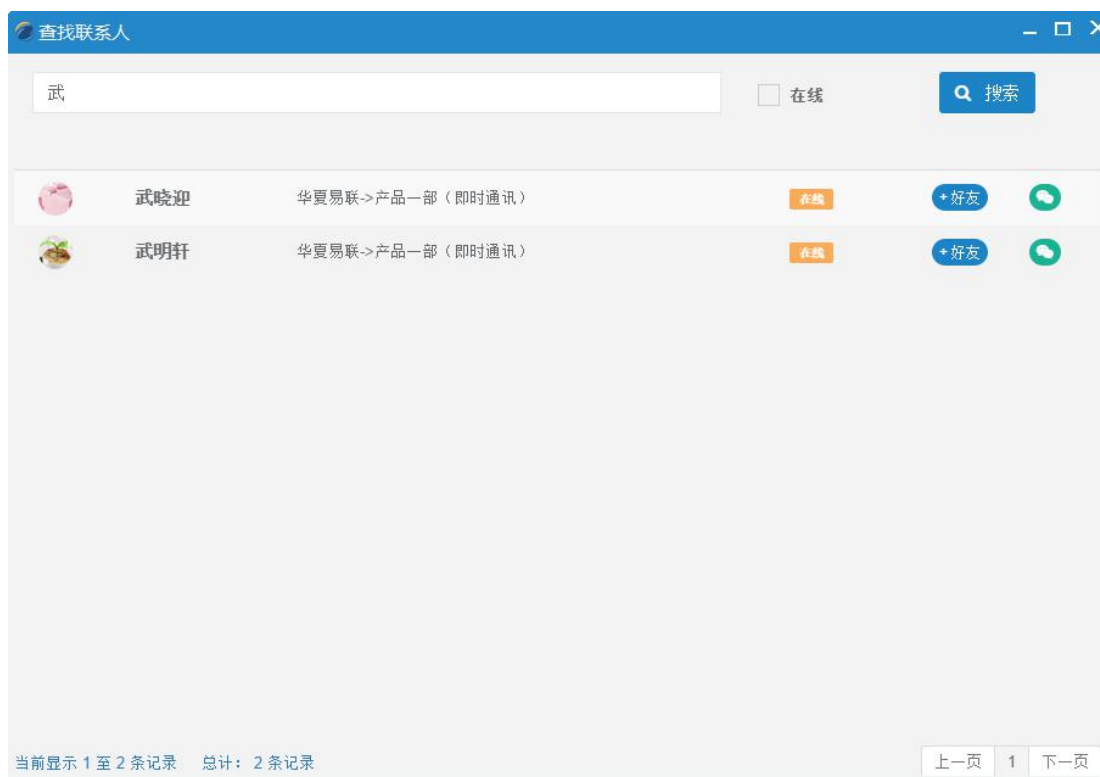 查找联系人
武
在线
搜索
武晓迎 华夏易联->产品一部（即时通讯） 在线 +好友
武明轩 华夏易联->产品一部（即时通讯） 在线 +好友
当前显示 1 至 2 条记录 总计： 2 条记录 上一页 1 下一页